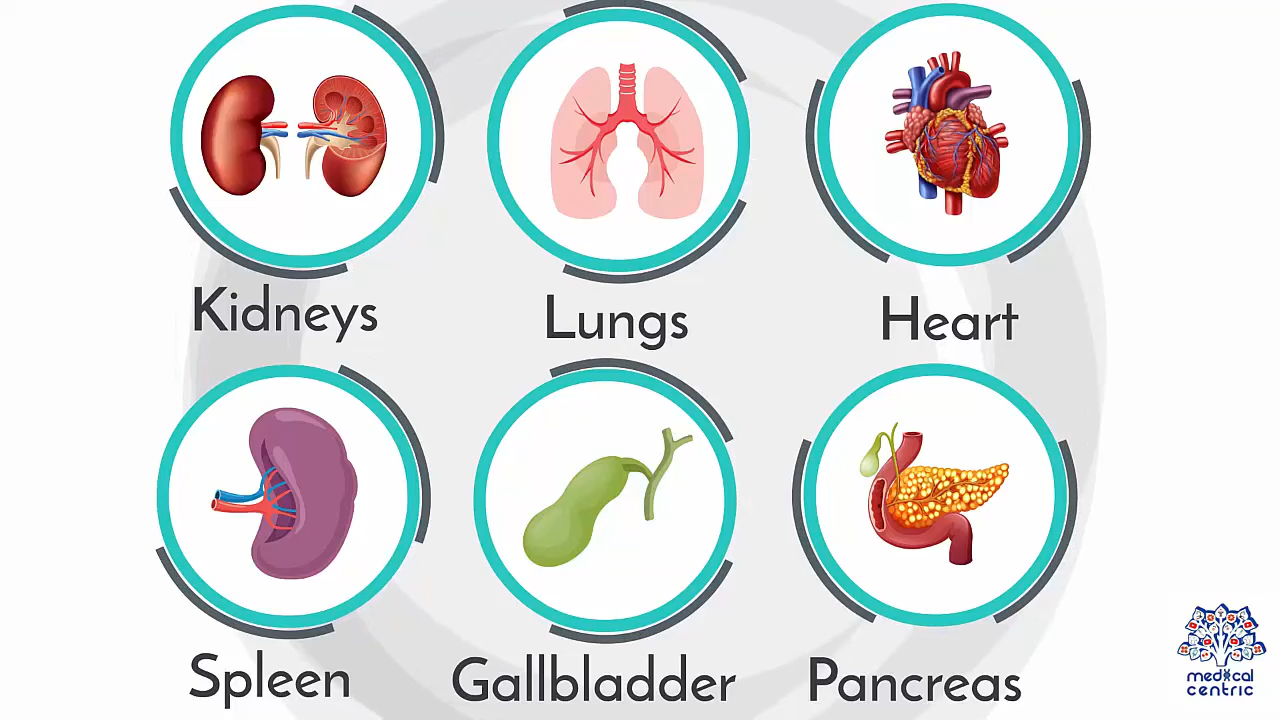 Kidneys
Lungs
Heart
Spleen
Gallbladder
Pancreas
medical
centric